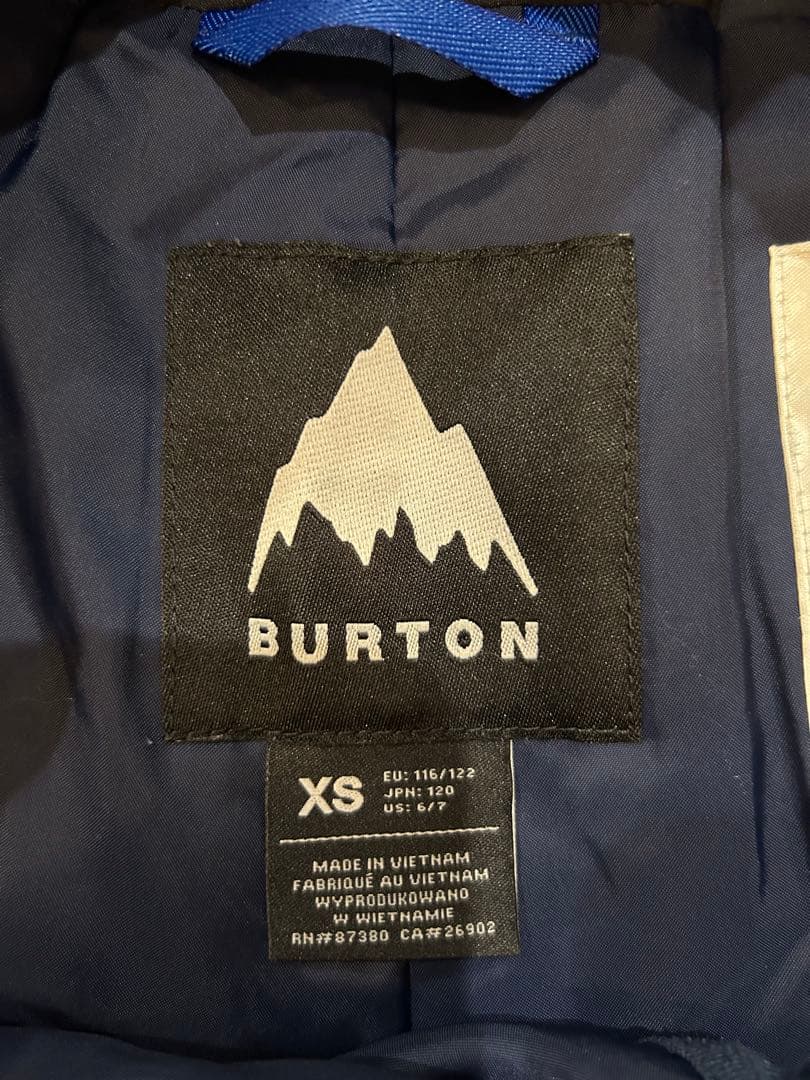 BURTON
XS
EU: 116/122
JPN: 120
US: 6/7
MADE IN VIETNAM
FABRIQUÉ AU VIETNAM
WYPRODUKOWANO
W WIETNAMIE
RN#87380 CA#26902